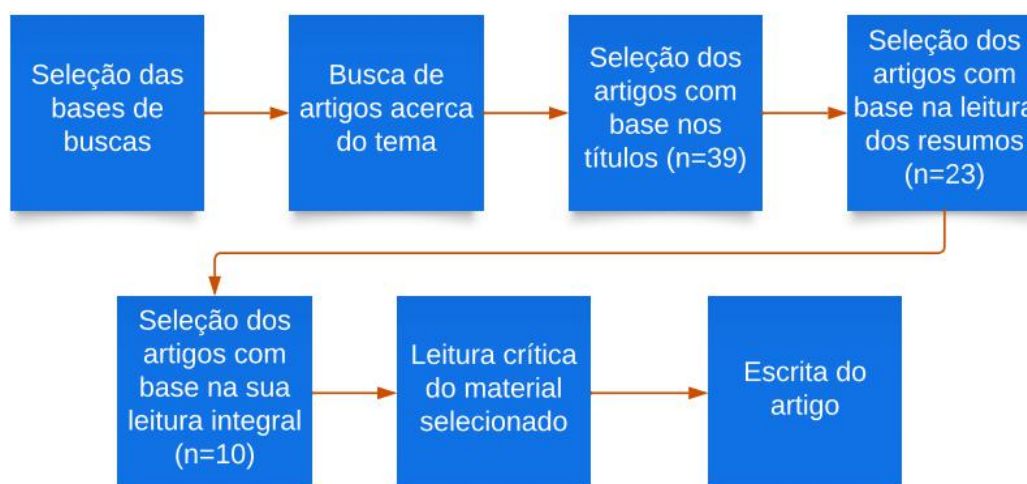 Seleção das
bases de
buscas
Busca de
artigos acerca
do tema
Seleção dos
artigos com
base nos
títulos (n=39)
Seleção dos
artigos com
base na leitura
dos resumos
(n=23)
Seleção dos
artigos com
base na sua
leitura integral
(n=10)
Leitura crítica
do material
selecionado
Escrita do
artigo